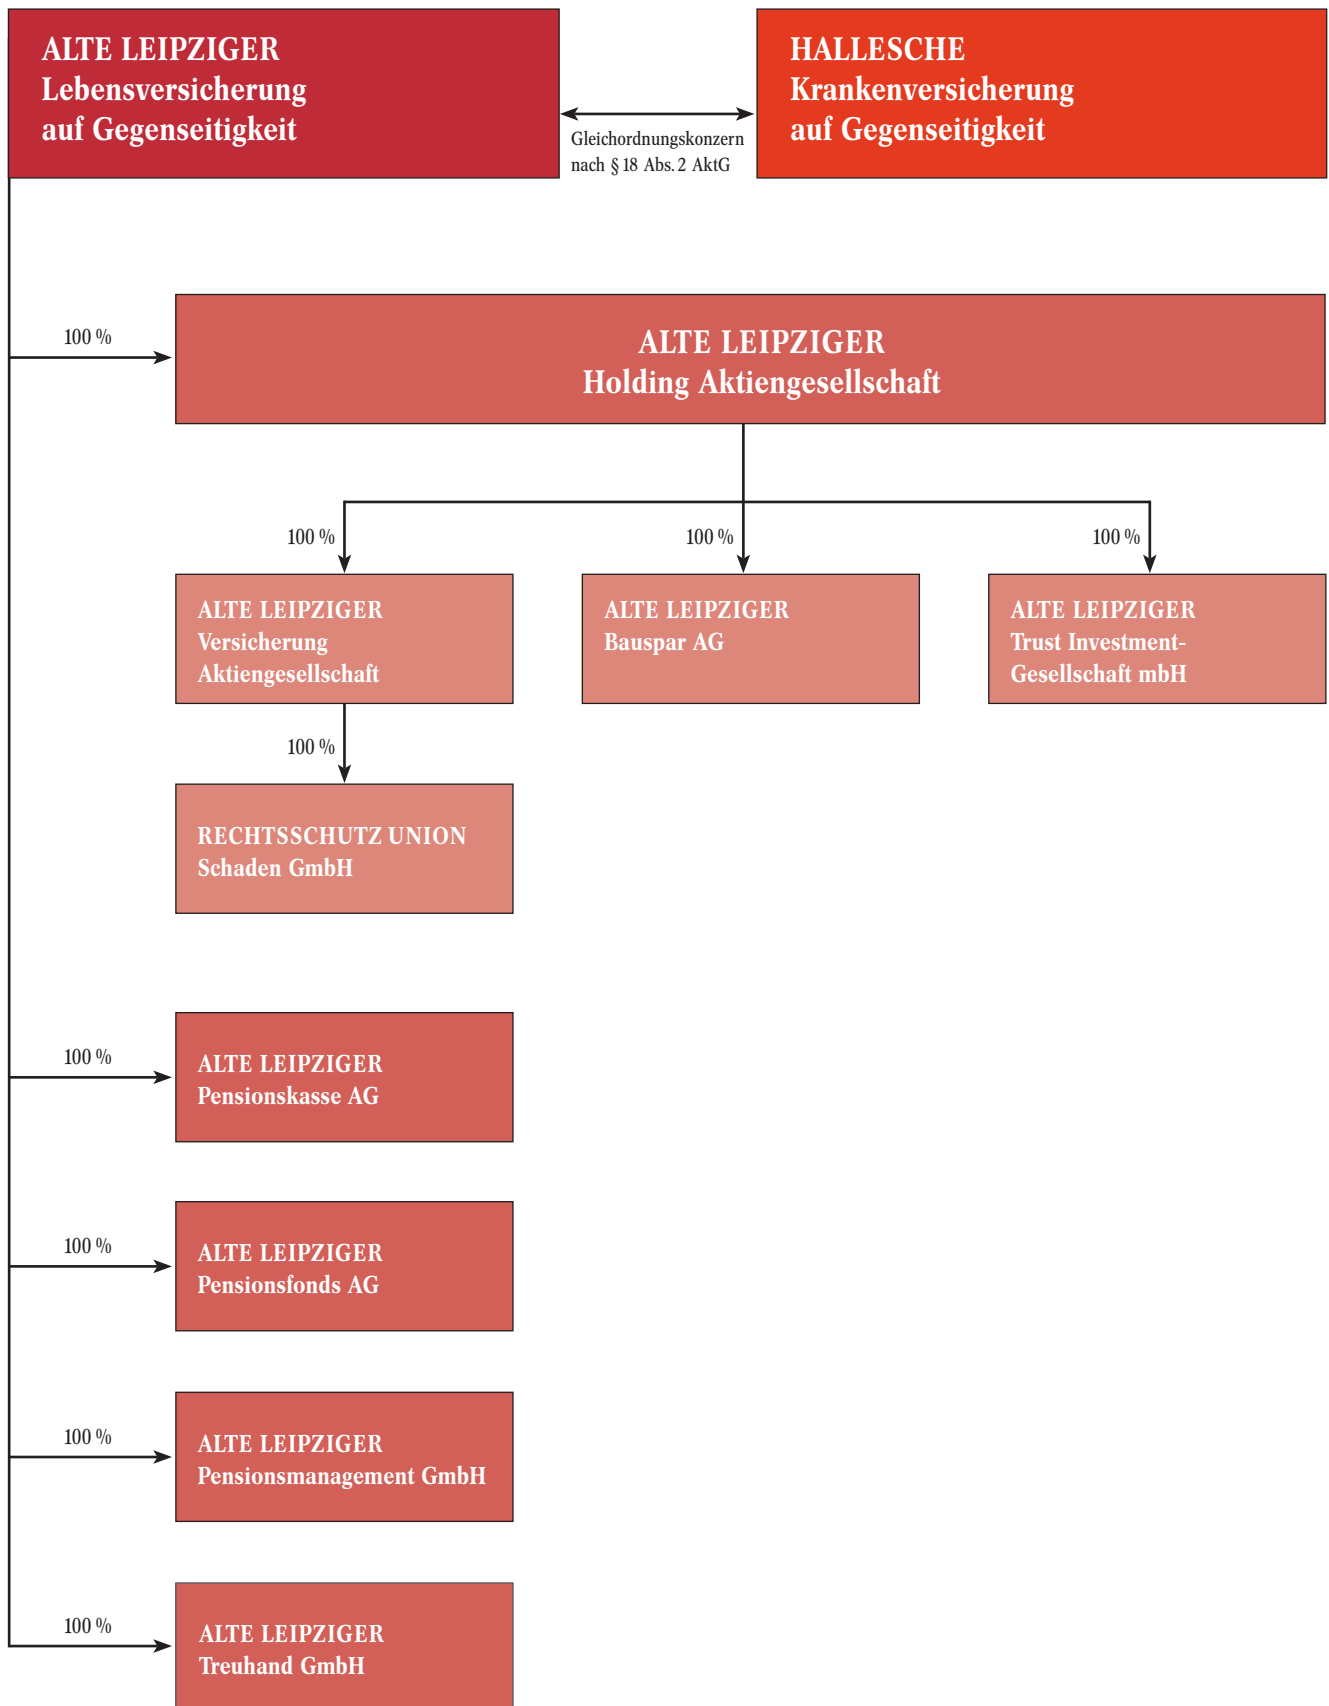 ALTE LEIPZIGER
Lebensversicherung
auf Gegenseitigkeit
Gleichordnungskonzern
nach § 18 Abs. 2 AktG
HALLESCHE
Krankenversicherung
auf Gegenseitigkeit
100 %
ALTE LEIPZIGER
Holding Aktiengesellschaft
100 %
100 %
100 %
ALTE LEIPZIGER
Versicherung
Aktiengesellschaft
ALTE LEIPZIGER
Bauspar AG
ALTE LEIPZIGER
Trust Investment-
Gesellschaft mbH
100 %
RECHTSSCHUTZ UNION
Schaden GmbH
100 %
ALTE LEIPZIGER
Pensionskasse AG
100 %
ALTE LEIPZIGER
Pensionsfonds AG
100 %
ALTE LEIPZIGER
Pensionsmanagement GmbH
100 %
ALTE LEIPZIGER
Treuhand GmbH